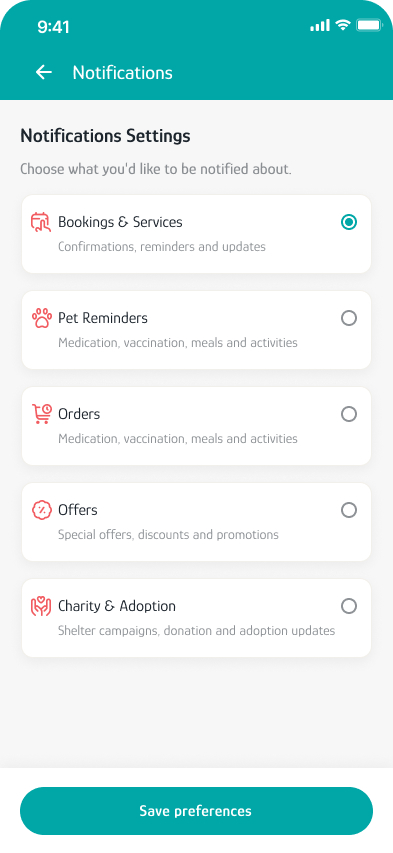 9:41
Notifications
Notifications Settings
Choose what you'd like to be notified about.
Bookings & Services
Confirmations, reminders and updates
Pet Reminders
Medication, vaccination, meals and activities
Orders
Medication, vaccination, meals and activities
Offers
Special offers, discounts and promotions
Charity & Adoption
Shelter campaigns, donation and adoption updates
Save preferences